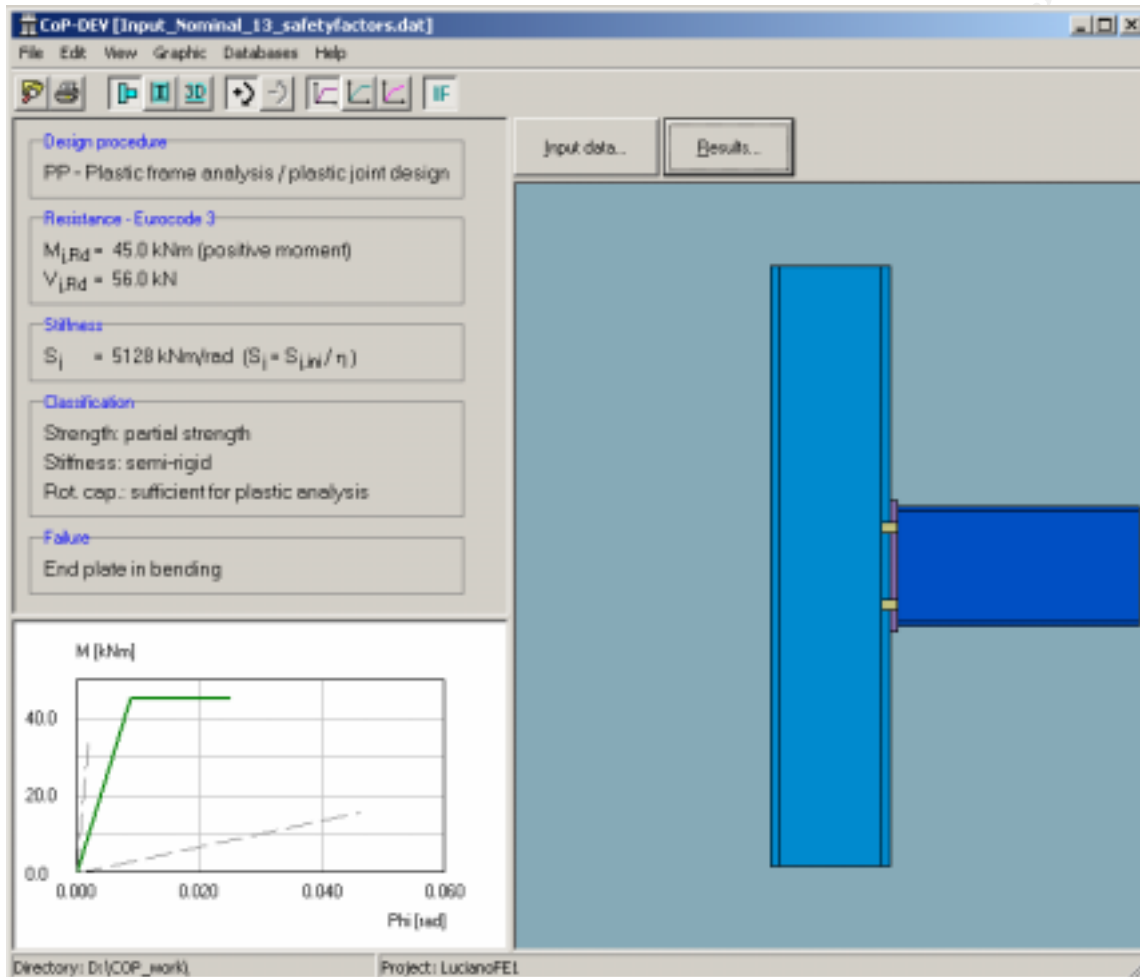 CoP-DEV [Input_Nominal_13_safetyfactors.dat]
File Edit View Graphic Databases Help
3D IF
Design procedure
PP - Plastic frame analysis / plastic joint design
Resistance - Eurocode 3
Mj,Rd = 45.0 kNm (positive moment)
Vj,Rd = 56.0 kN
Stiffness
Sj = 5128 kNm/rad (Sj = Sj,ini / η)
Classification
Strength: partial strength
Stiffness: semi-rigid
Rot. cap.: sufficient for plastic analysis
Failure
End plate in bending
Input data...
Results...
M [kNm]
40.0
20.0
0.0
0.000 0.020 0.040 0.060
Phi [rad]
Directory: D:\COP_work\
Project: LucianoFE1